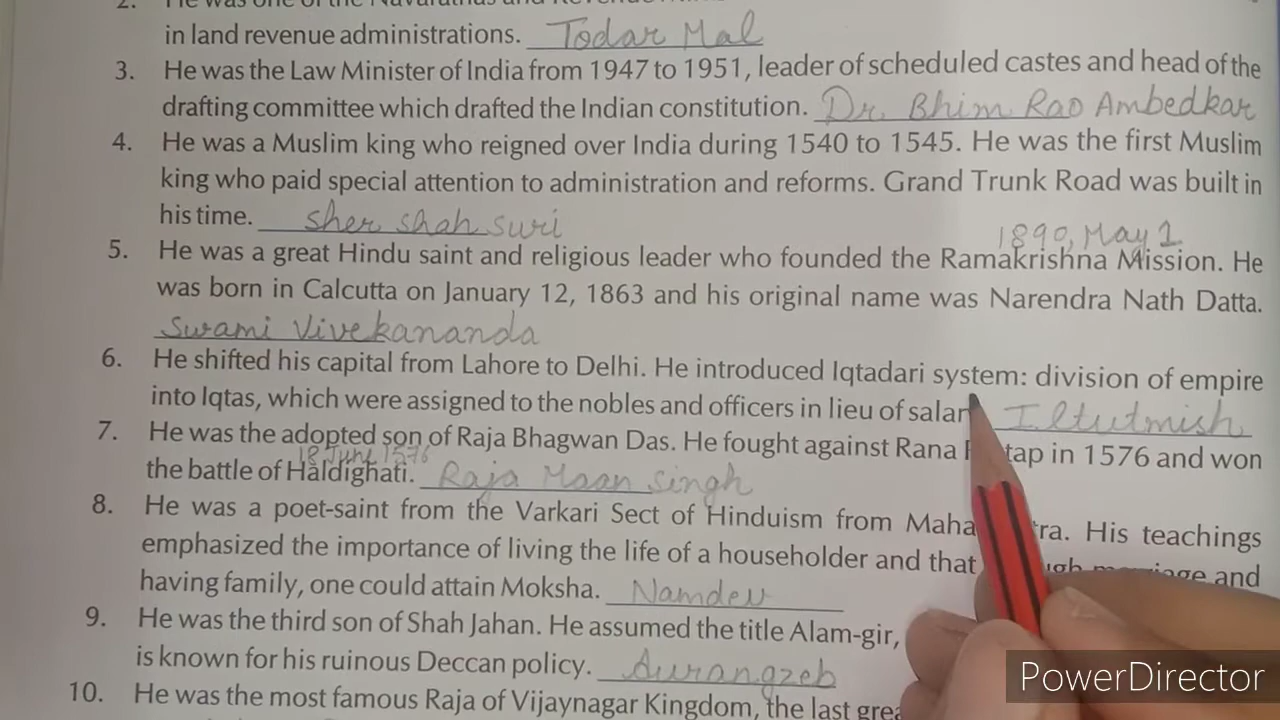 2. He was one of the Navaratnas and Revenue
in land revenue administrations. Todar Mal
3. He was the Law Minister of India from 1947 to 1951, leader of scheduled castes and head of the
drafting committee which drafted the Indian constitution. Dr. Bhim Rao Ambedkar
4. He was a Muslim king who reigned over India during 1540 to 1545. He was the first Muslim
king who paid special attention to administration and reforms. Grand Trunk Road was built in
his time. sher shah suri
1890, May 1
5. He was a great Hindu saint and religious leader who founded the Ramakrishna Mission. He
was born in Calcutta on January 12, 1863 and his original name was Narendra Nath Datta.
Swami Vivekananda
6. He shifted his capital from Lahore to Delhi. He introduced Iqtadari system: division of empire
into Iqtas, which were assigned to the nobles and officers in lieu of salar Iltutmish
7. He was the adopted son of Raja Bhagwan Das. He fought against Rana P tap in 1576 and won
18 June 1576
the battle of Haldighati. Raja Maan singh
8. He was a poet-saint from the Varkari Sect of Hinduism from Maha tra. His teachings
emphasized the importance of living the life of a householder and that ugh marriage and
having family, one could attain Moksha. Namdev
9. He was the third son of Shah Jahan. He assumed the title Alam-gir,
is known for his ruinous Deccan policy. Aurangzeb
10. He was the most famous Raja of Vijaynagar Kingdom, the last grea
PowerDirector